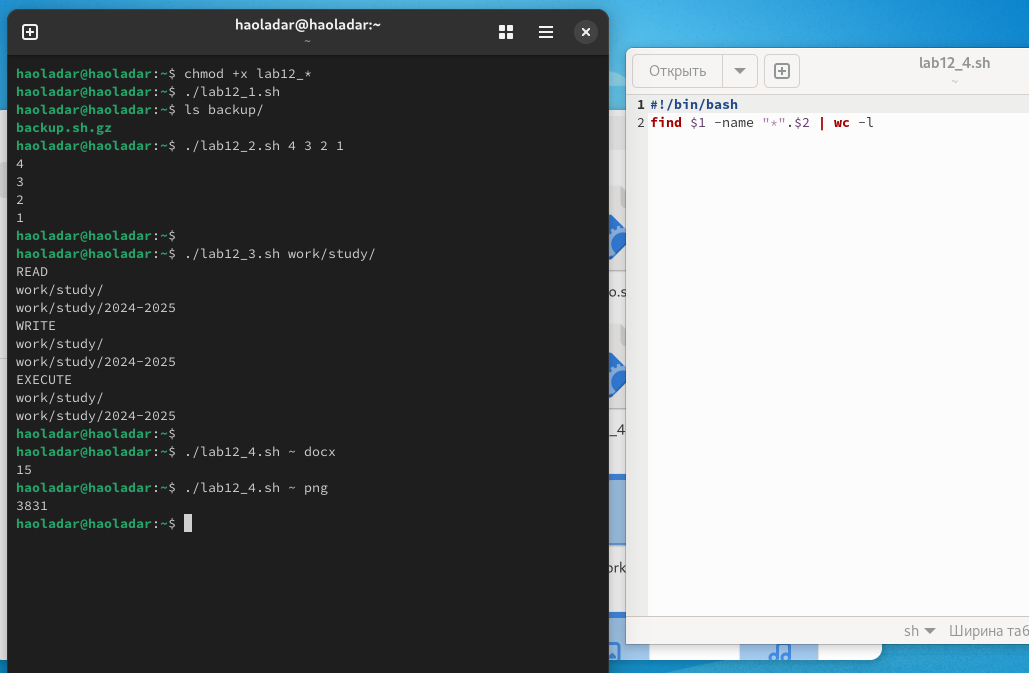 haoladar@haoladar:~
~
haoladar@haoladar:~$ chmod +x lab12_*
haoladar@haoladar:~$ ./lab12_1.sh
haoladar@haoladar:~$ ls backup/
backup.sh.gz
haoladar@haoladar:~$ ./lab12_2.sh 4 3 2 1
4
3
2
1
haoladar@haoladar:~$
haoladar@haoladar:~$ ./lab12_3.sh work/study/
READ
work/study/
work/study/2024-2025
WRITE
work/study/
work/study/2024-2025
EXECUTE
work/study/
work/study/2024-2025
haoladar@haoladar:~$
haoladar@haoladar:~$ ./lab12_4.sh ~ docx
15
haoladar@haoladar:~$ ./lab12_4.sh ~ png
3831
haoladar@haoladar:~$
Открыть
lab12_4.sh
~
1 #!/bin/bash
2 find $1 -name "*".$2 | wc -l
o.s
_4
ork
sh Ширина таб